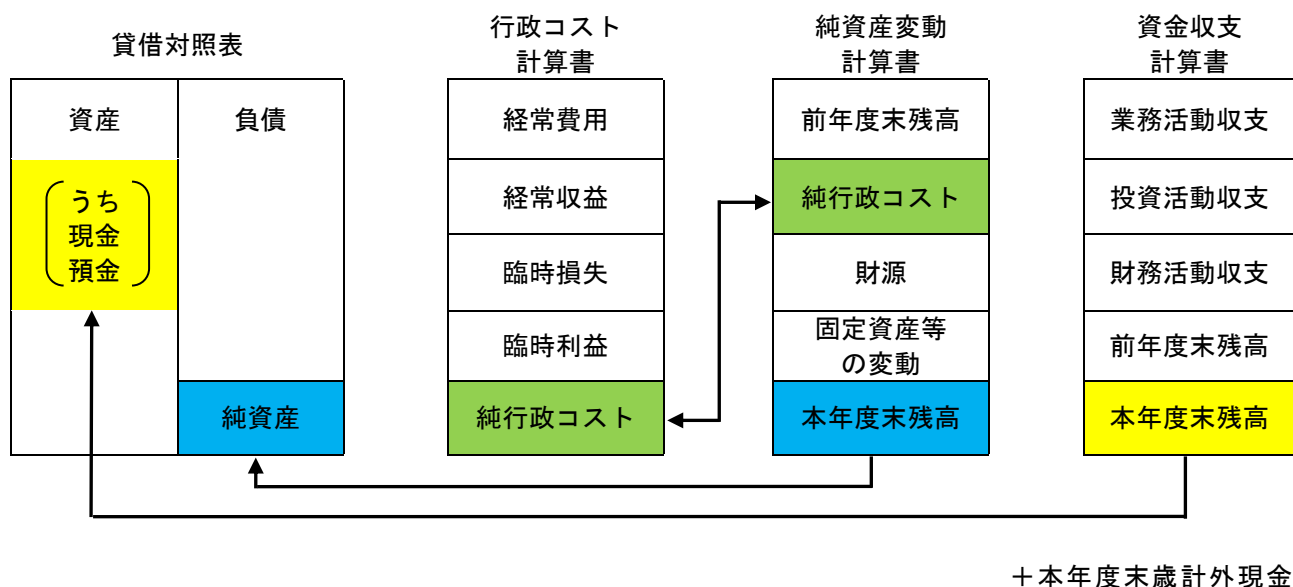 貸借対照表
資産
負債
うち
現金
預金
純資産
行政コスト
計算書
経常費用
経常収益
臨時損失
臨時利益
純行政コスト
純資産変動
計算書
前年度末残高
純行政コスト
財源
固定資産等
の変動
本年度末残高
資金収支
計算書
業務活動収支
投資活動収支
財務活動収支
前年度末残高
本年度末残高
＋本年度末歳計外現金